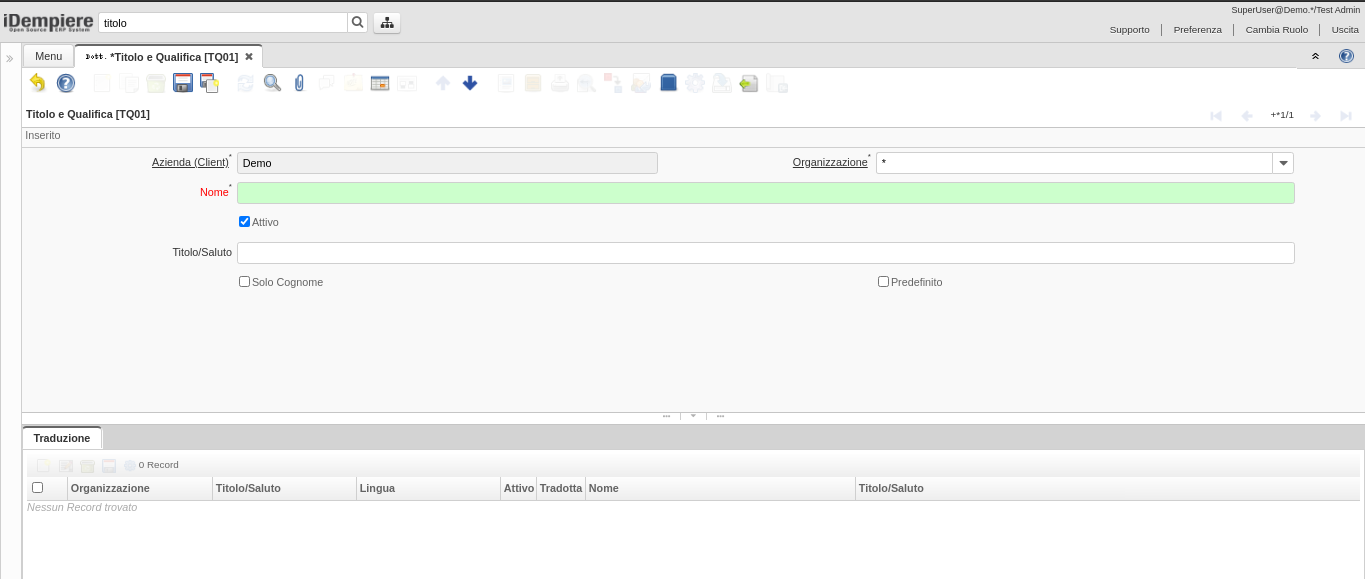 SuperUser@Demo.*/Test Admin
iDempiere
Open Source ERP System
titolo
Supporto
Preferenza
Cambia Ruolo
Uscita
Menu
Dott. *Titolo e Qualifica [TQ01]
Titolo e Qualifica [TQ01]
+*1/1
Inserito
Azienda (Client)* Demo
Organizzazione* *
Nome*
Attivo
Titolo/Saluto
Solo Cognome
Predefinito
Traduzione
0 Record
Organizzazione Titolo/Saluto Lingua Attivo Tradotta Nome Titolo/Saluto
Nessun Record trovato